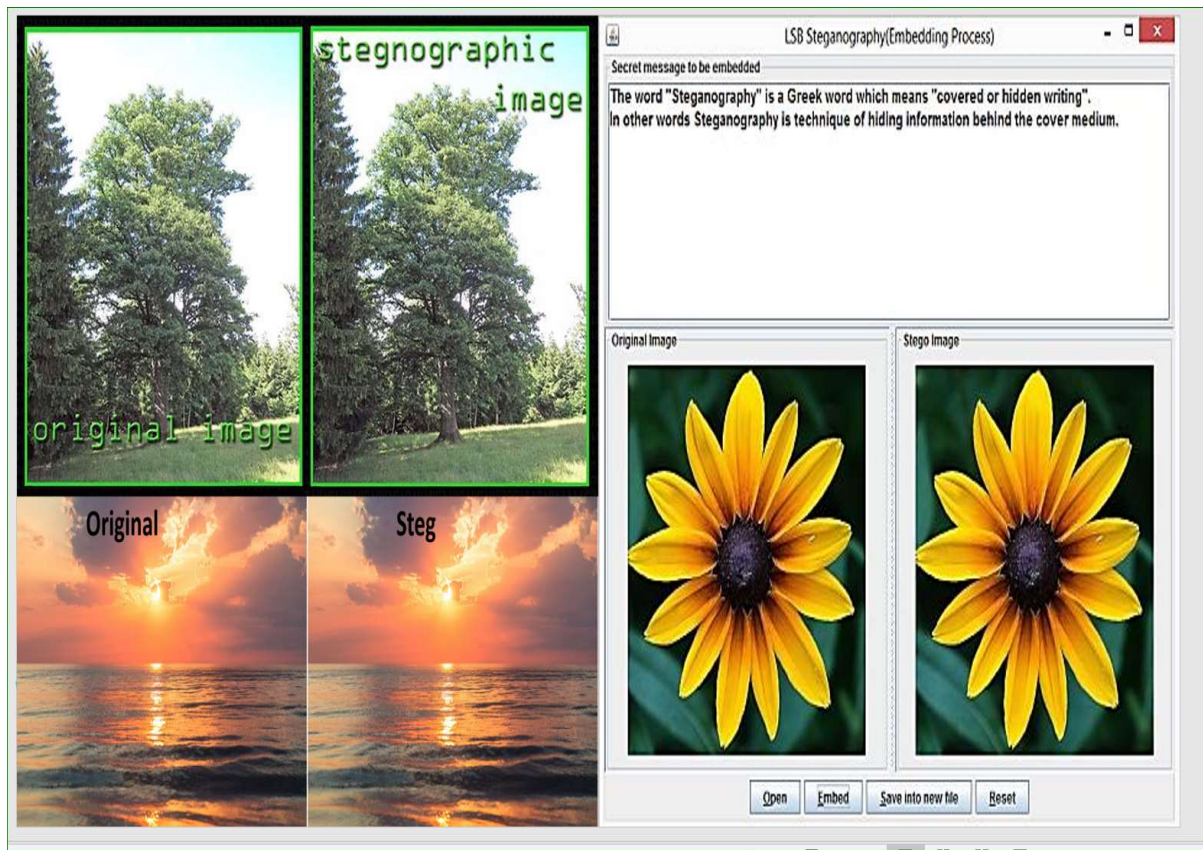 stegnographic
image
original image
Original
Steg
LSB Steganography(Embedding Process)
Secret message to be embedded
The word "Steganography" is a Greek word which means "covered or hidden writing".
In other words Steganography is technique of hiding information behind the cover medium.
Original Image
Stego Image
Open
Embed
Save into new file
Reset